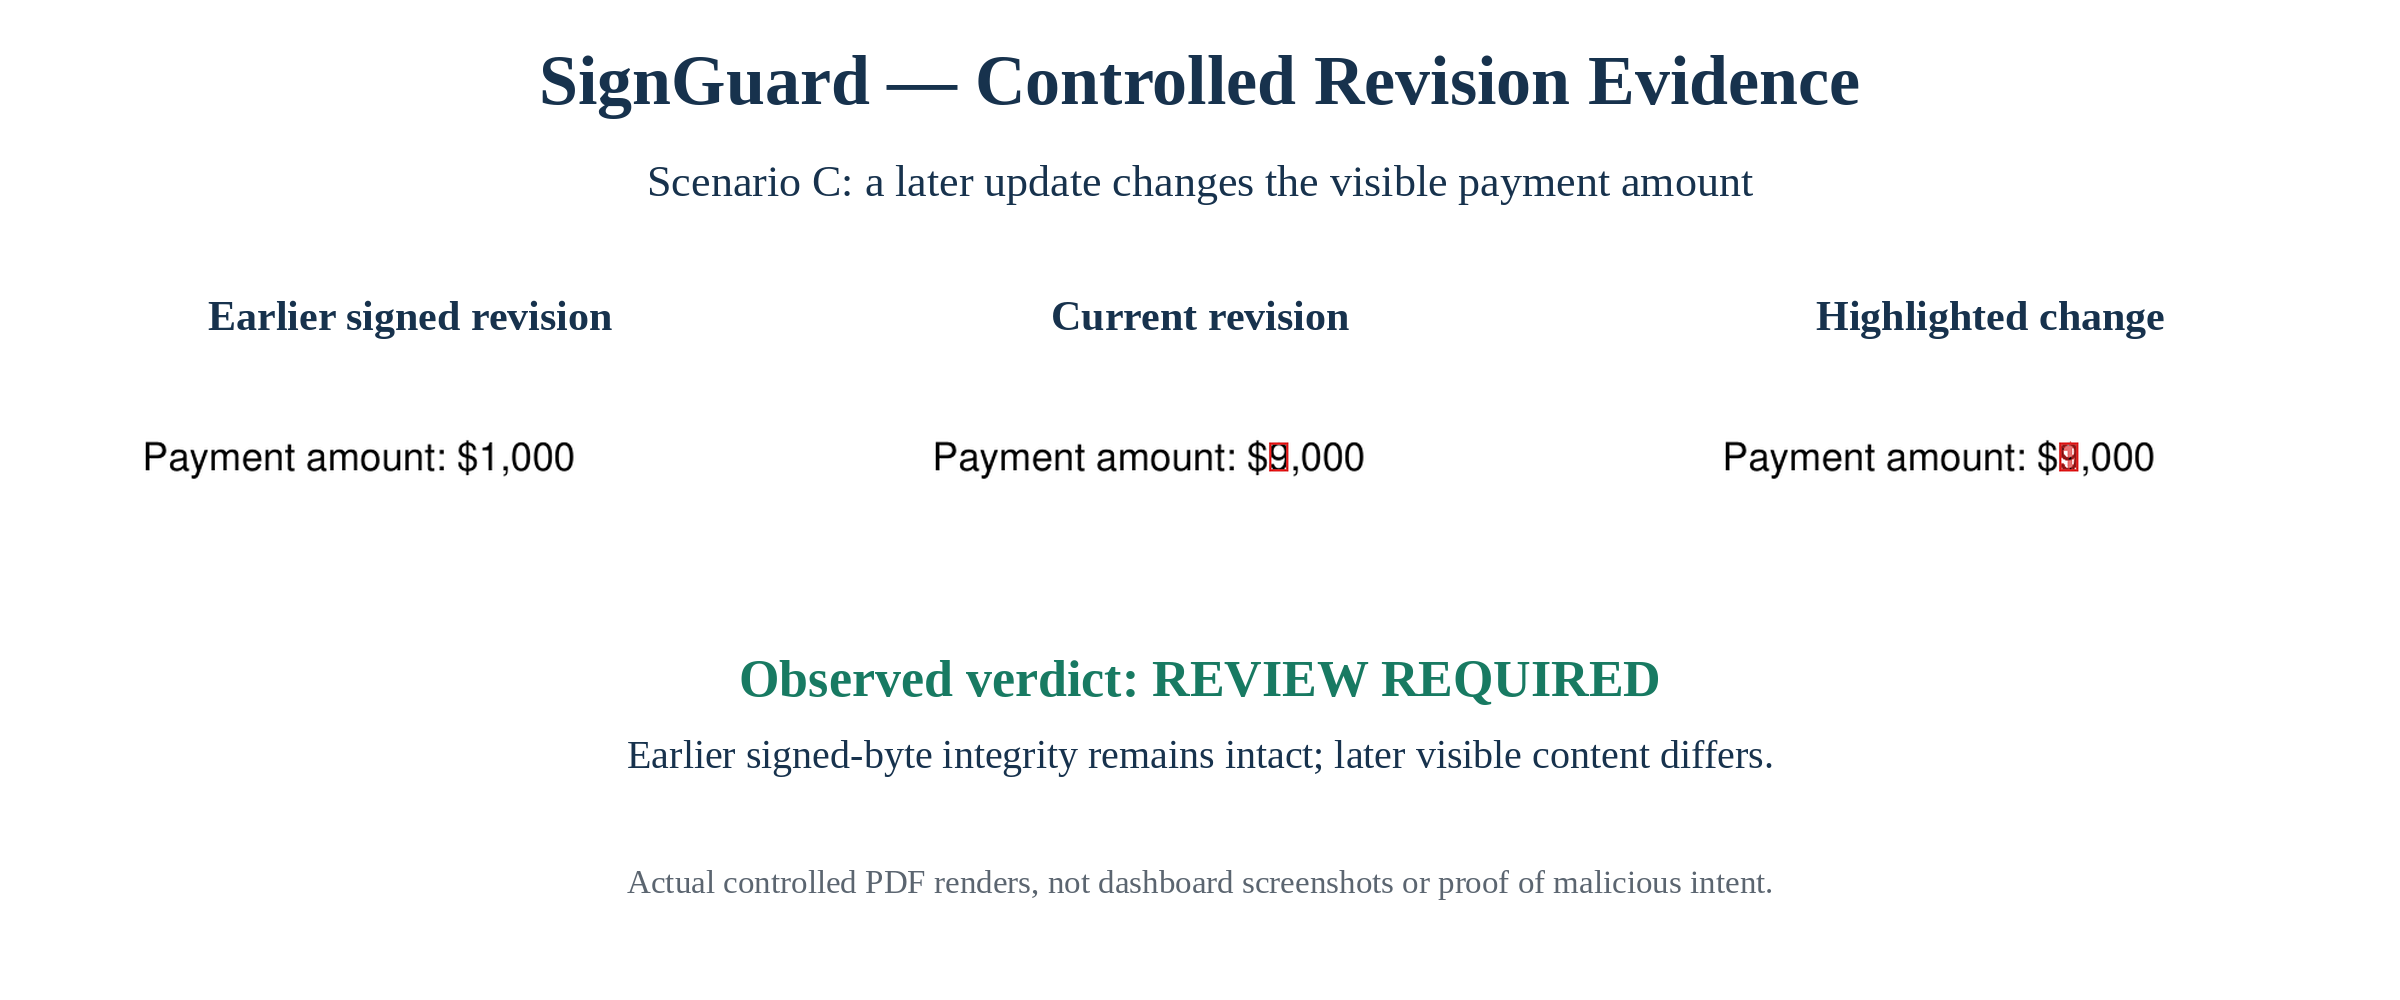 SignGuard — Controlled Revision Evidence
Scenario C: a later update changes the visible payment amount
Earlier signed revision
Payment amount: $1,000
Current revision
Payment amount: $9,000
Highlighted change
Payment amount: $9,000
Observed verdict: REVIEW REQUIRED
Earlier signed-byte integrity remains intact; later visible content differs.
Actual controlled PDF renders, not dashboard screenshots or proof of malicious intent.